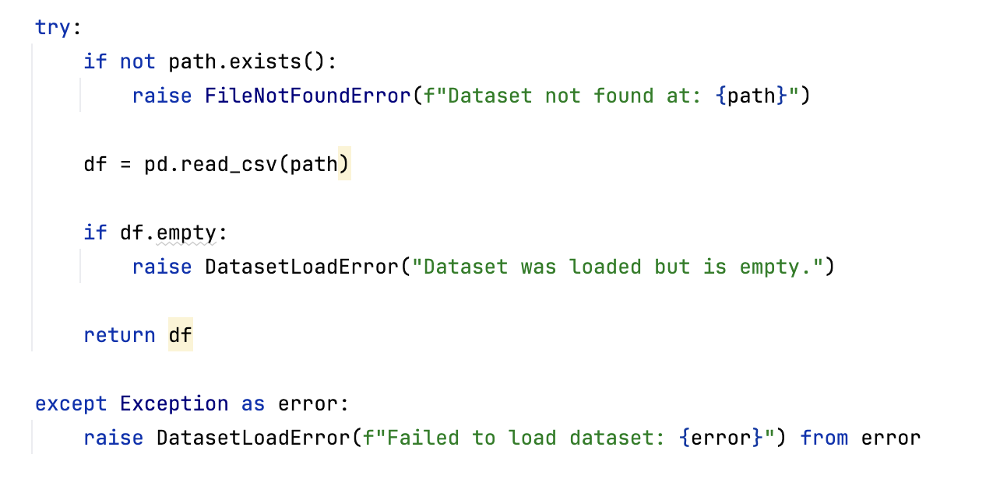 try:
    if not path.exists():
        raise FileNotFoundError(f"Dataset not found at: {path}")
    df = pd.read_csv(path)
    if df.empty:
        raise DatasetLoadError("Dataset was loaded but is empty.")
    return df
except Exception as error:
    raise DatasetLoadError(f"Failed to load dataset: {error}") from error